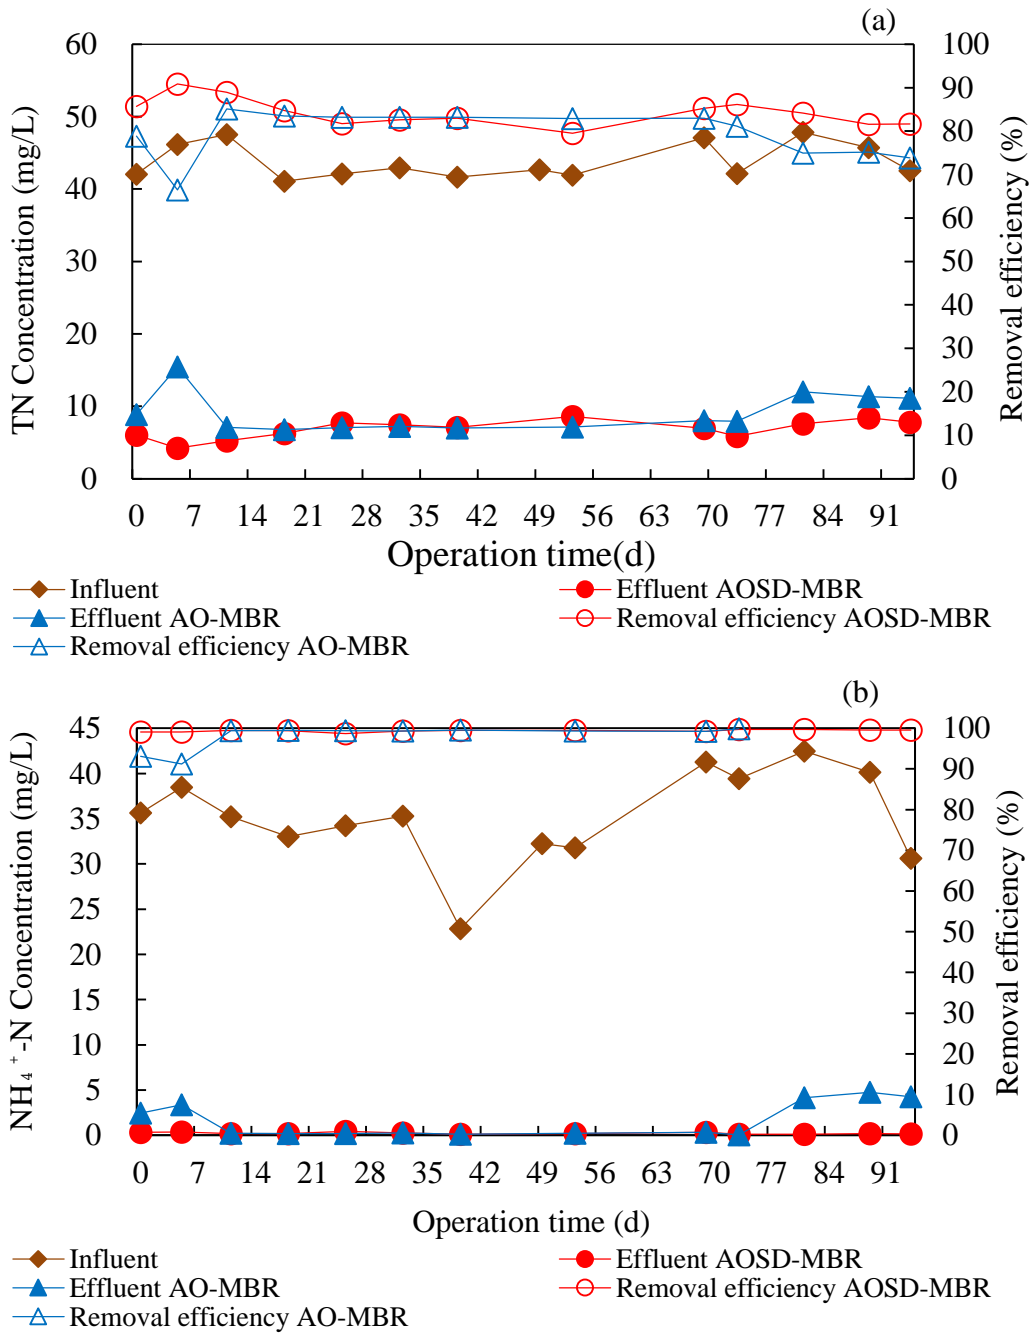 (a)
60 100
50 90
80
40 70
60
30 50
40
20 30
10 20
10
0 0
TN Concentration (mg/L)
Removal efficiency (%)
0 7 14 21 28 35 42 49 56 63 70 77 84 91
Operation time(d)
Influent Effluent AOSD-MBR
Effluent AO-MBR Removal efficiency AOSD-MBR
Removal efficiency AO-MBR
(b)
45 100
40 90
35 80
30 70
25 60
20 50
15 40
10 30
5 20
10
0 0
NH₄⁺-N Concentration (mg/L)
Removal efficiency (%)
0 7 14 21 28 35 42 49 56 63 70 77 84 91
Operation time (d)
Influent Effluent AOSD-MBR
Effluent AO-MBR Removal efficiency AOSD-MBR
Removal efficiency AO-MBR